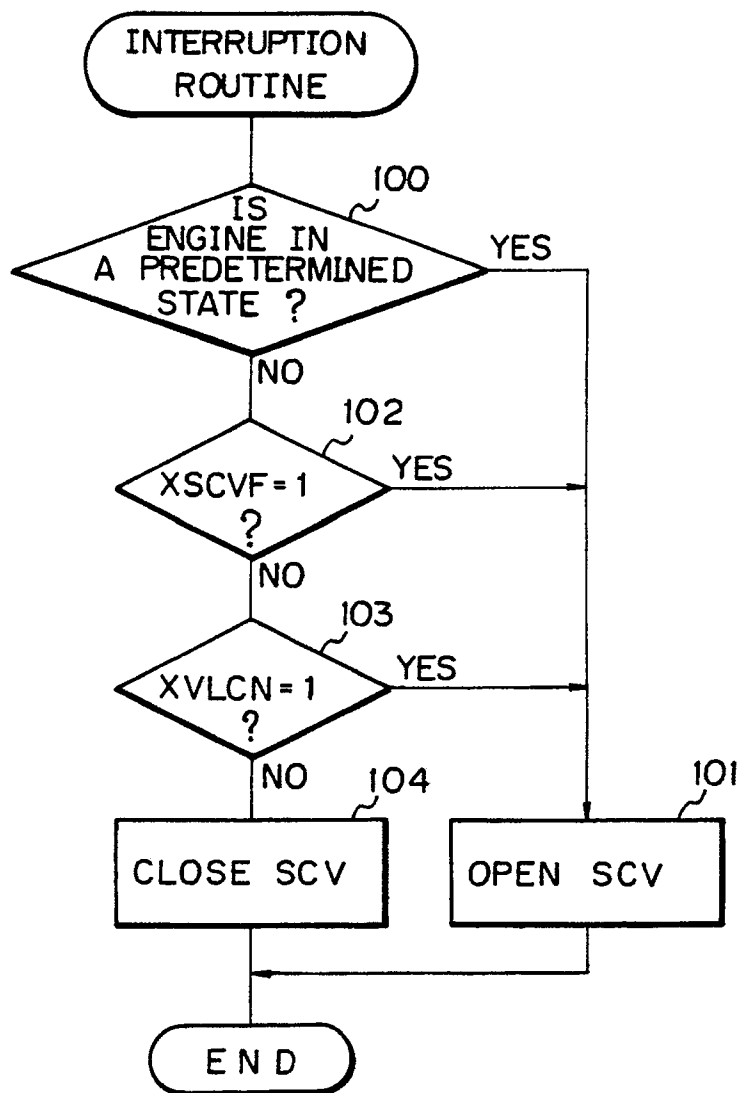 INTERRUPTION
ROUTINE
100
IS
ENGINE IN
A PREDETERMINED
STATE ?
YES
NO
102
XSCVF = 1
?
YES
NO
103
XVLCN = 1
?
YES
NO
104
CLOSE SCV
101
OPEN SCV
END